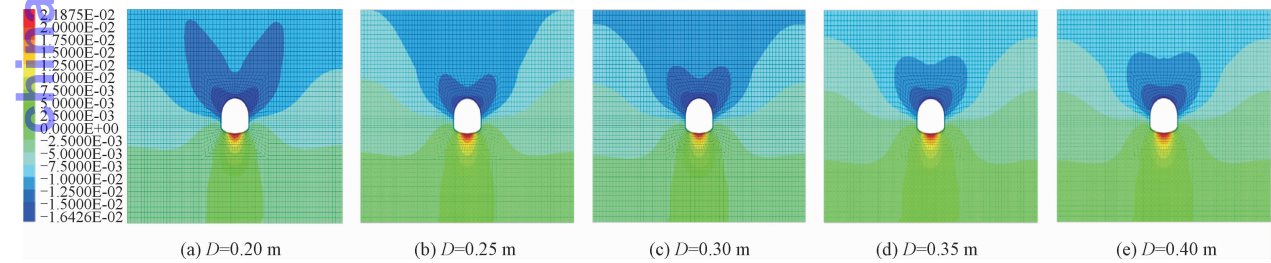 2.1875E-02
2.0000E-02
1.7500E-02
1.5000E-02
1.2500E-02
1.0000E-02
7.5000E-03
5.0000E-03
2.5000E-03
0.0000E+00
−2.5000E-03
−5.0000E-03
−7.5000E-03
−1.0000E-02
−1.2500E-02
−1.5000E-02
−1.6426E-02
china
(a) D=0.20 m
(b) D=0.25 m
(c) D=0.30 m
(d) D=0.35 m
(e) D=0.40 m